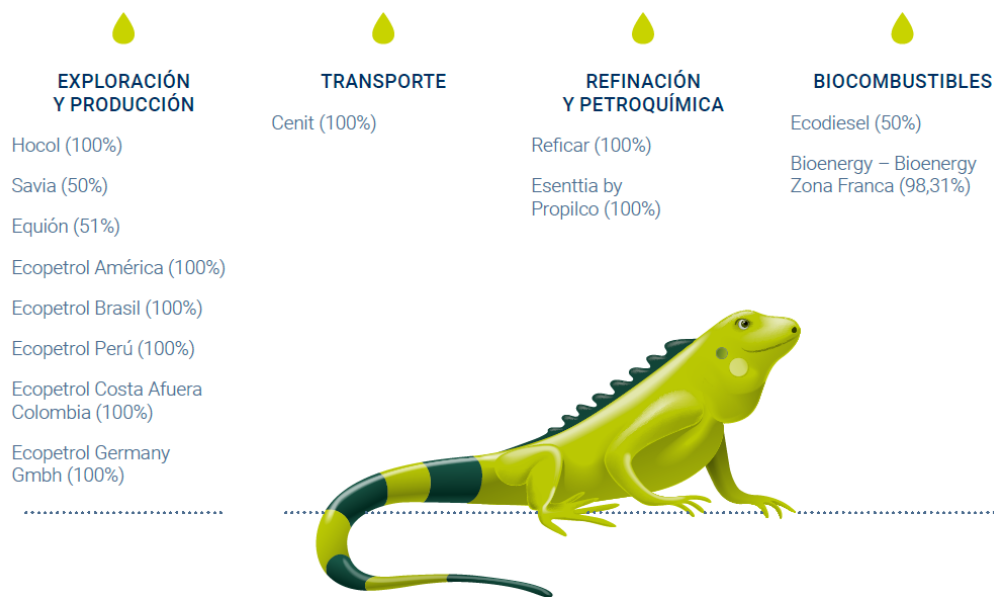 EXPLORACIÓN
Y PRODUCCIÓN
Hocol (100%)
Savia (50%)
Equión (51%)
Ecopetrol América (100%)
Ecopetrol Brasil (100%)
Ecopetrol Perú (100%)
Ecopetrol Costa Afuera
Colombia (100%)
Ecopetrol Germany
Gmbh (100%)
TRANSPORTE
Cenit (100%)
REFINACIÓN
Y PETROQUÍMICA
Reficar (100%)
Esenttia by
Propilco (100%)
BIOCOMBUSTIBLES
Ecodiesel (50%)
Bioenergy – Bioenergy
Zona Franca (98,31%)